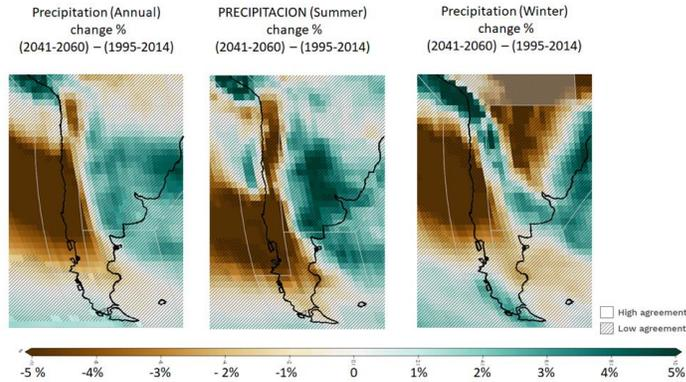 Precipitation (Annual)
change %
(2041-2060) – (1995-2014)
PRECIPITACION (Summer)
change %
(2041-2060) – (1995-2014)
Precipitation (Winter)
change %
(2041-2060) – (1995-2014)
High agreement
Low agreement
-5 % -4% -3% - 2% -1% 0 1% 2% 3% 4% 5%